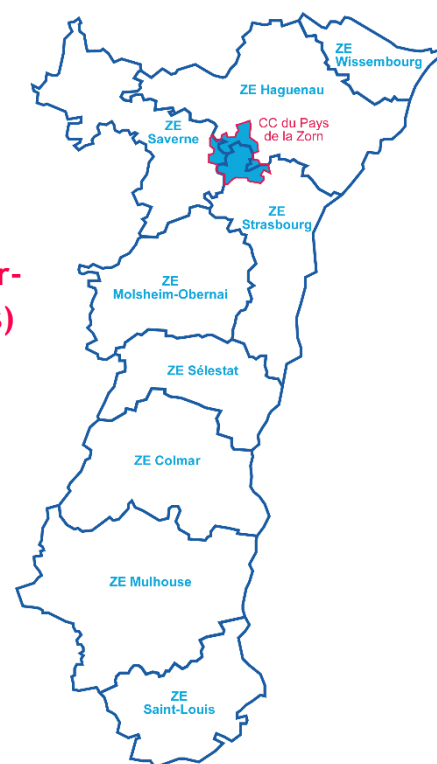 ZE
Wissembourg
ZE Haguenau
CC du Pays
de la Zorn
ZE
Saverne
ZE
Strasbourg
r-
)
ZE
Molsheim-Obernai
ZE Sélestat
ZE Colmar
ZE Mulhouse
ZE
Saint-Louis